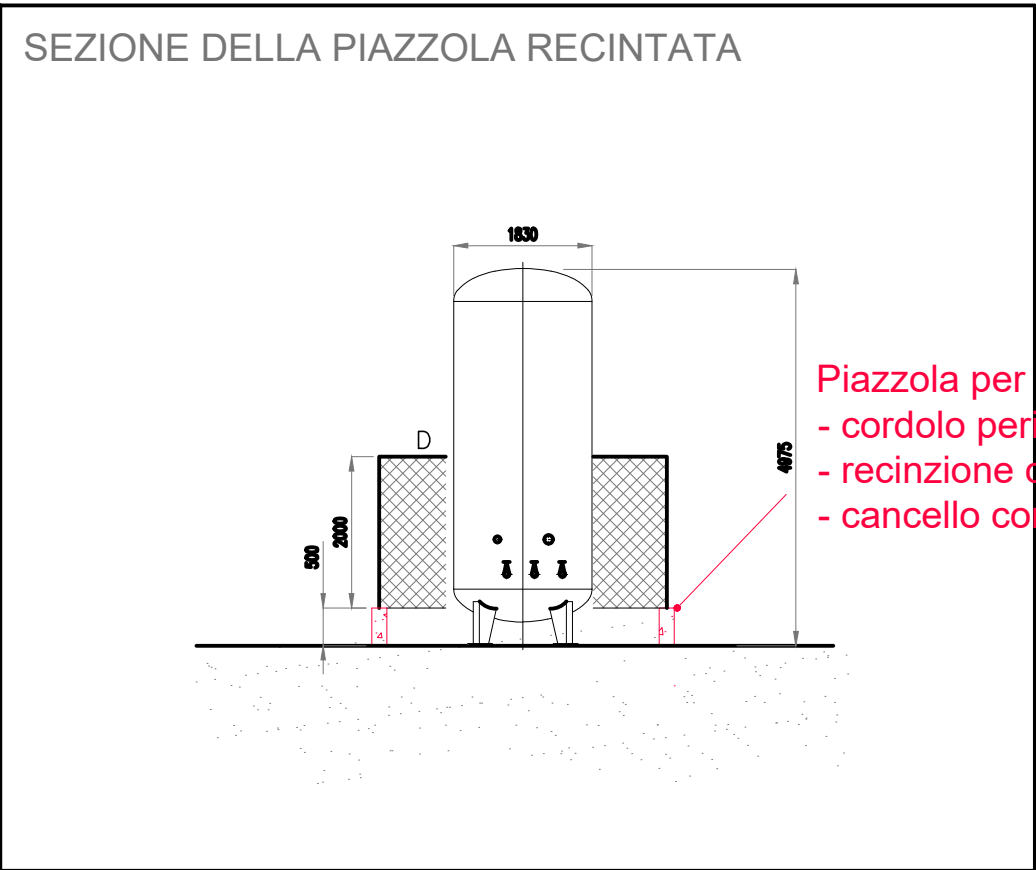 SEZIONE DELLA PIAZZOLA RECINTATA
1830
Piazzola per
- cordolo peri
D
4975
- recinzione
2000
- cancello co
500